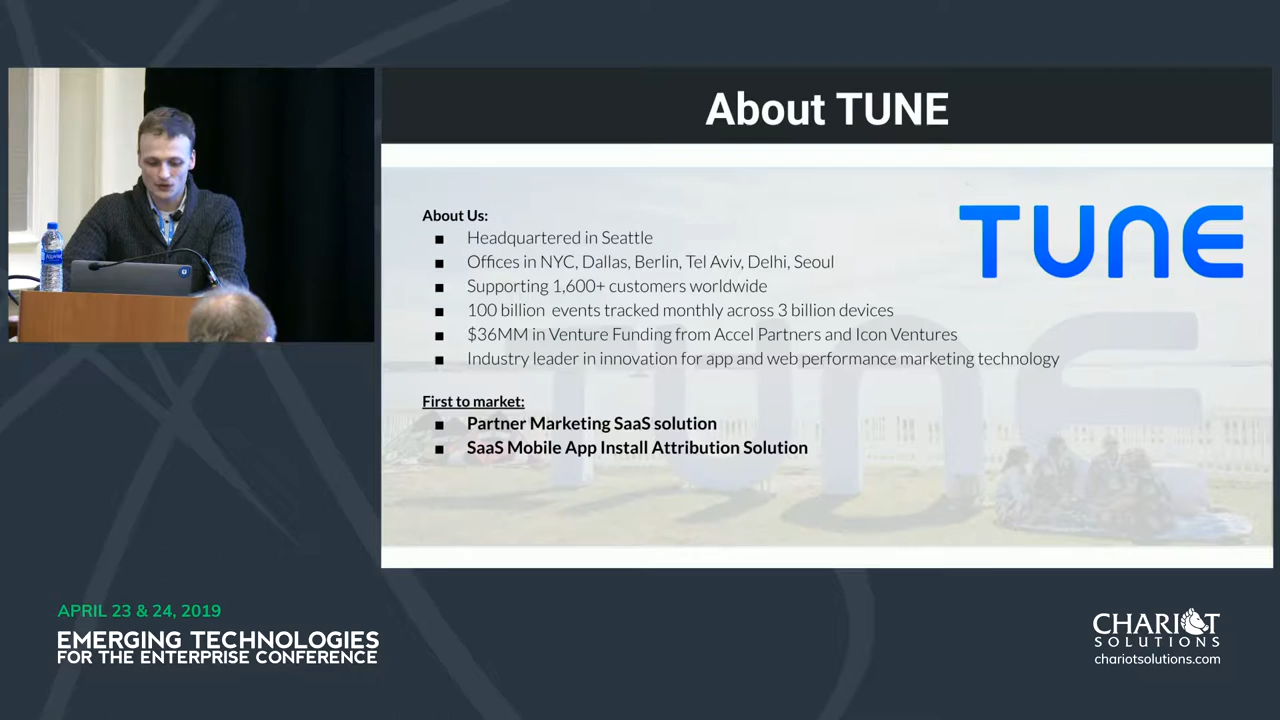 About TUNE
TUNE
About Us:
■ Headquartered in Seattle
■ Offices in NYC, Dallas, Berlin, Tel Aviv, Delhi, Seoul
■ Supporting 1,600+ customers worldwide
■ 100 billion events tracked monthly across 3 billion devices
■ $36MM in Venture Funding from Accel Partners and Icon Ventures
■ Industry leader in innovation for app and web performance marketing technology
First to market:
■ Partner Marketing SaaS solution
■ SaaS Mobile App Install Attribution Solution
APRIL 23 & 24, 2019
EMERGING TECHNOLOGIES
FOR THE ENTERPRISE CONFERENCE
CHARIOT
SOLUTIONS
chariotsolutions.com